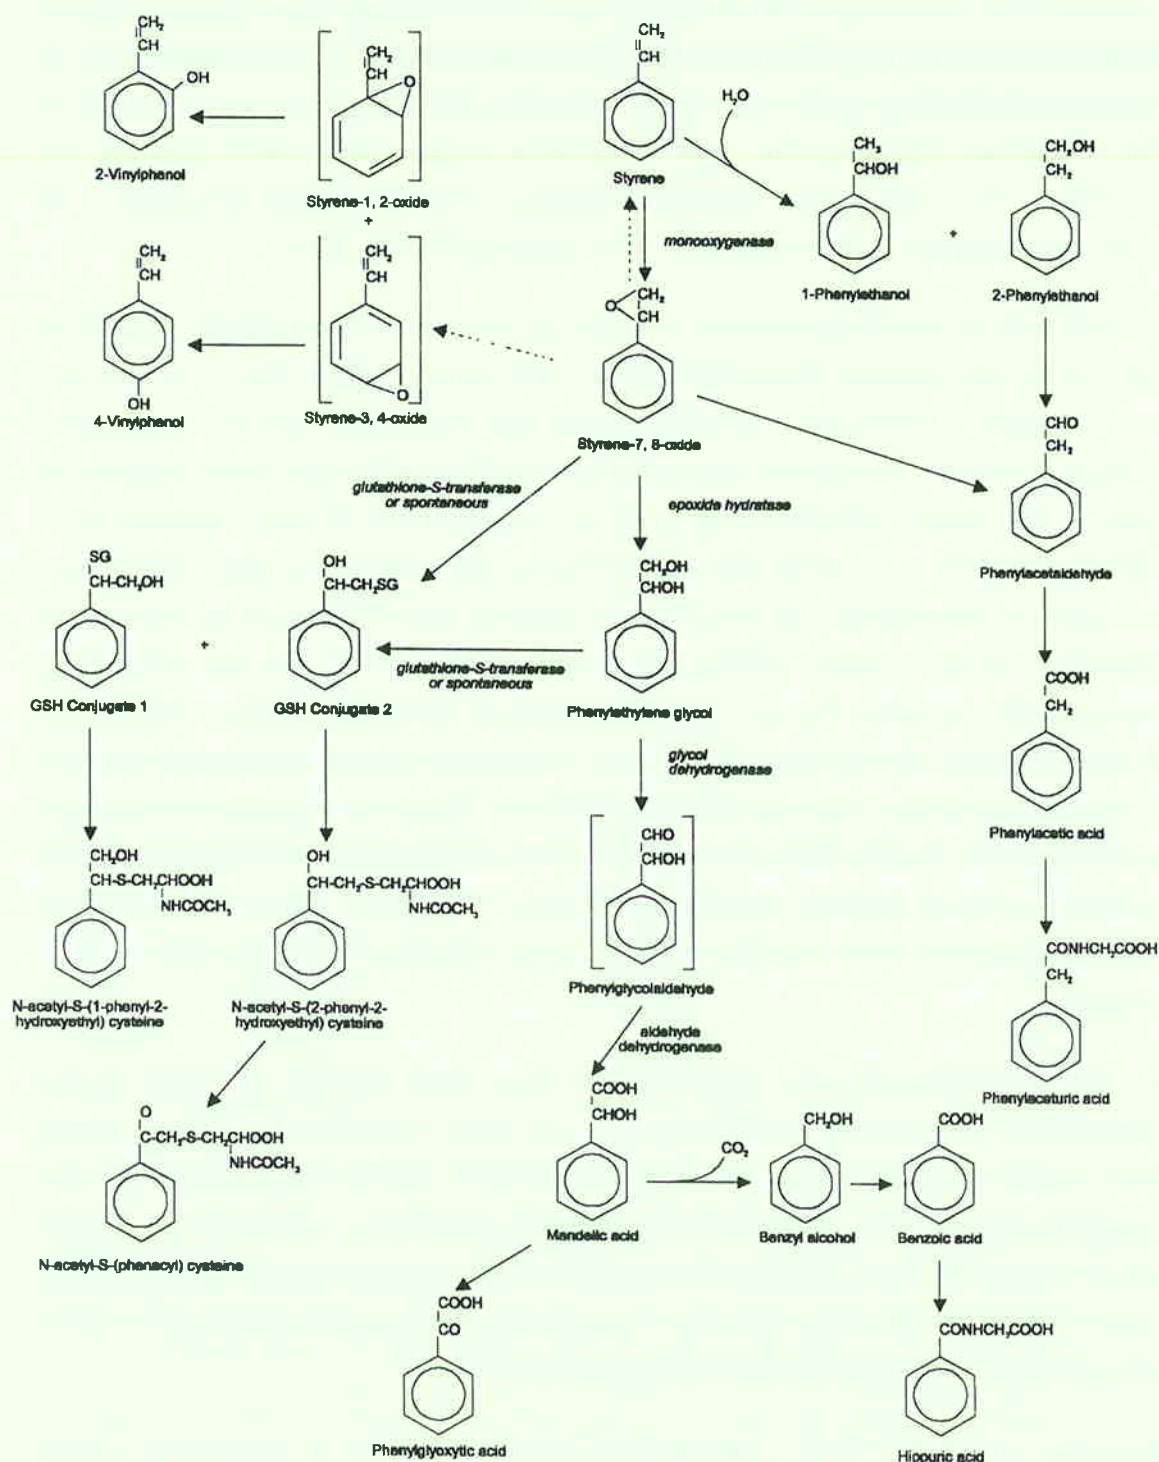 CH₂
CH
OH
2-Vinylphenol
CH₂
CH
O
Styrene-1, 2-oxide
+
CH₂
CH
Styrene
H₂O
monooxygenase
CH₃
CHOH
1-Phenylethanol
+
CH₂OH
CH₂
2-Phenylethanol
CH₂
CH
OH
4-Vinylphenol
CH₂
CH
O
Styrene-3, 4-oxide
O
CH₂
CH
Styrene-7, 8-oxide
CHO
CH₂
Phenylacetaldehyde
glutathione-S-transferase
or spontaneous
epoxide hydratase
SG
CH-CH₂OH
GSH Conjugate 1
+
OH
CH-CH₂SG
GSH Conjugate 2
glutathione-S-transferase
or spontaneous
CH₂OH
CHOH
Phenylethylene glycol
COOH
CH₂
Phenylacetic acid
glycol
dehydrogenase
CH₂OH
CH-S-CH₂CHOOH
NHCOCH₃
N-acetyl-S-(1-phenyl-2-
hydroxyethyl) cysteine
OH
CH-CH₂-S-CH₂CHOOH
NHCOCH₃
N-acetyl-S-(2-phenyl-2-
hydroxyethyl) cysteine
CHO
CHOH
Phenylglycolaldehyde
CONHCH₂COOH
CH₂
Phenylaceturic acid
aldehyde
dehydrogenase
O
C-CH₂-S-CH₂CHOOH
NHCOCH₃
N-acetyl-S-(phenacyl) cysteine
COOH
CHOH
Mandelic acid
CO₂
CH₂OH
Benzyl alcohol
COOH
Benzoic acid
COOH
CO
Phenylglyoxytic acid
CONHCH₂COOH
Hippuric acid